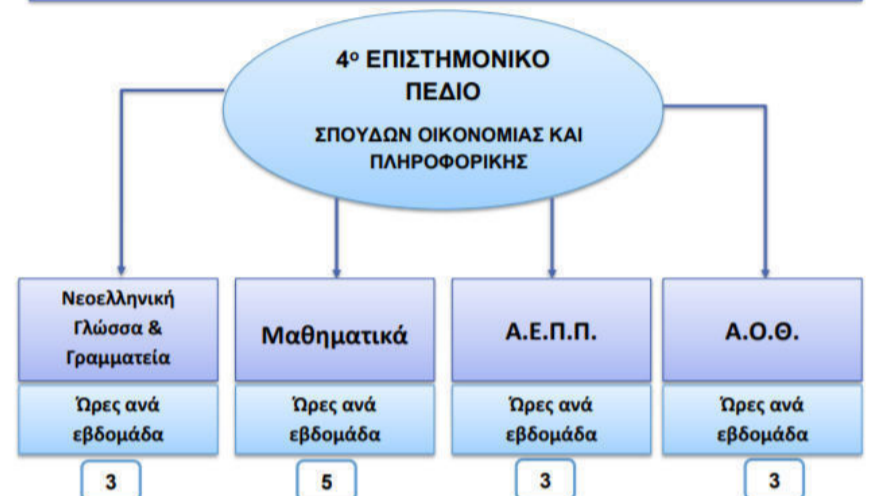 4ο ΕΠΙΣΤΗΜΟΝΙΚΟ
ΠΕΔΙΟ
ΣΠΟΥΔΩΝ ΟΙΚΟΝΟΜΙΑΣ ΚΑΙ
ΠΛΗΡΟΦΟΡΙΚΗΣ
Νεοελληνική
Γλώσσα &
Γραμματεία
Μαθηματικά
Α.Ε.Π.Π.
Α.Ο.Θ.
Ώρες ανά
εβδομάδα
Ώρες ανά
εβδομάδα
Ώρες ανά
εβδομάδα
Ώρες ανά
εβδομάδα
3
5
3
3